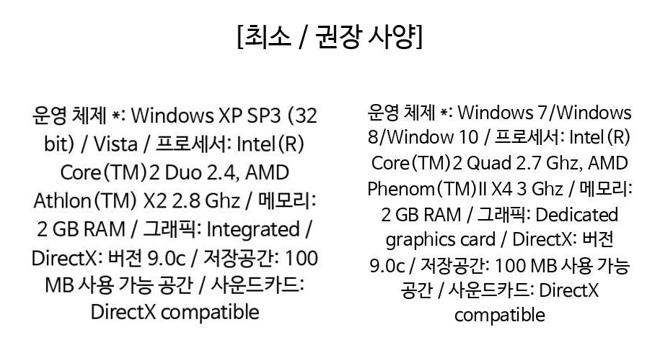 [최소 / 권장 사양]
운영 체제 *: Windows XP SP3 (32
bit) / Vista / 프로세서: Intel(R)
Core(TM)2 Duo 2.4, AMD
Athlon(TM) X2 2.8 Ghz / 메모리:
2 GB RAM / 그래픽: Integrated /
DirectX: 버전 9.0c / 저장공간: 100
MB 사용 가능 공간 / 사운드카드:
DirectX compatible
운영 체제 *: Windows 7/Windows
8/Window 10 / 프로세서: Intel(R)
Core(TM)2 Quad 2.7 Ghz, AMD
Phenom(TM)II X4 3 Ghz / 메모리:
2 GB RAM / 그래픽: Dedicated
graphics card / DirectX: 버전
9.0c / 저장공간: 100 MB 사용 가능
공간 / 사운드카드: DirectX
compatible